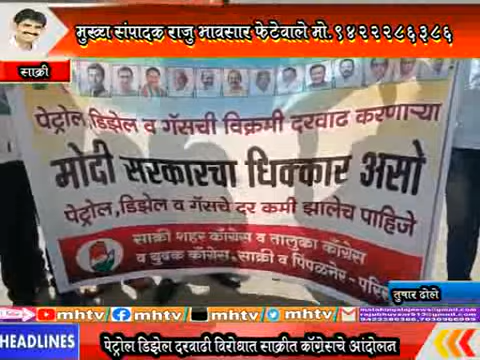 मुख्य संपादक राजु भावसार फेटेवाले मो.९४२२२८६३८६
साक्री
पेट्रोल,डिझेल व गॅसची विक्रमी दरवाढ करणाऱ्या
मोदी सरकारचा धिक्कार असो
पेट्रोल,डिझेल व गॅसचे दर कमी झालेच पाहिजे
साक्री शहर काँग्रेस व तालुका काँग्रेस
व युवक काँग्रेस, साक्री व पिंपळनेर - परिस
तुषार ढोले
mhtv mhtv mhtv mhtv
HEADLINES
पेट्रोल डिझेल दरवाढी विरोधात साक्रीत काँग्रेसचे आंदोलन